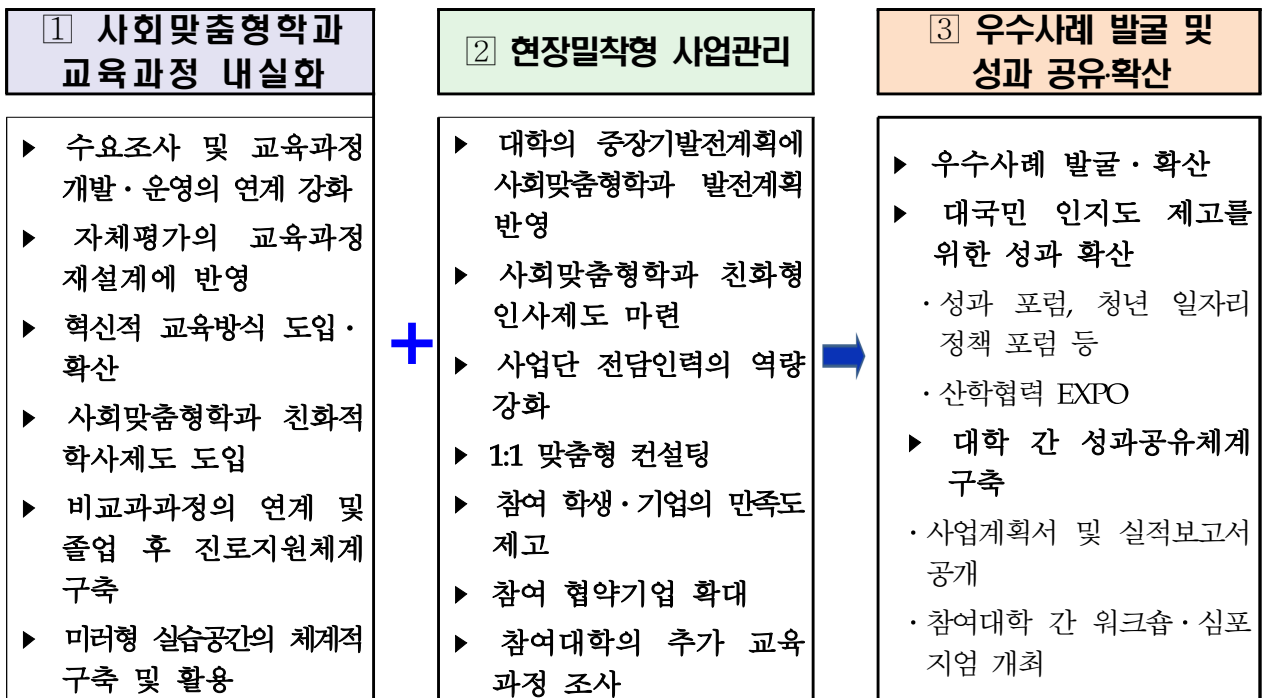 1 사회맞춤형학과
교육과정 내실화
▶ 수요조사 및 교육과정
개발·운영의 연계 강화
▶ 자체평가의 교육과정
재설계에 반영
▶ 혁신적 교육방식 도입·
확산
▶ 사회맞춤형학과 친화적
학사제도 도입
▶ 비교과과정의 연계 및
졸업 후 진로지원체계
구축
▶ 미러형 실습공간의 체계적
구축 및 활용
+
2 현장밀착형 사업관리
▶ 대학의 중장기발전계획에
사회맞춤형학과 발전계획
반영
▶ 사회맞춤형학과 친화형
인사제도 마련
▶ 사업단 전담인력의 역량
강화
▶ 1:1 맞춤형 컨설팅
▶ 참여 학생·기업의 만족도
제고
▶ 참여 협약기업 확대
▶ 참여대학의 추가 교육
과정 조사
3 우수사례 발굴 및
성과 공유·확산
▶ 우수사례 발굴·확산
▶ 대국민 인지도 제고를
위한 성과 확산
·성과 포럼, 청년 일자리
정책 포럼 등
·산학협력 EXPO
▶ 대학 간 성과공유체계
구축
·사업계획서 및 실적보고서
공개
·참여대학 간 워크숍·심포
지엄 개최